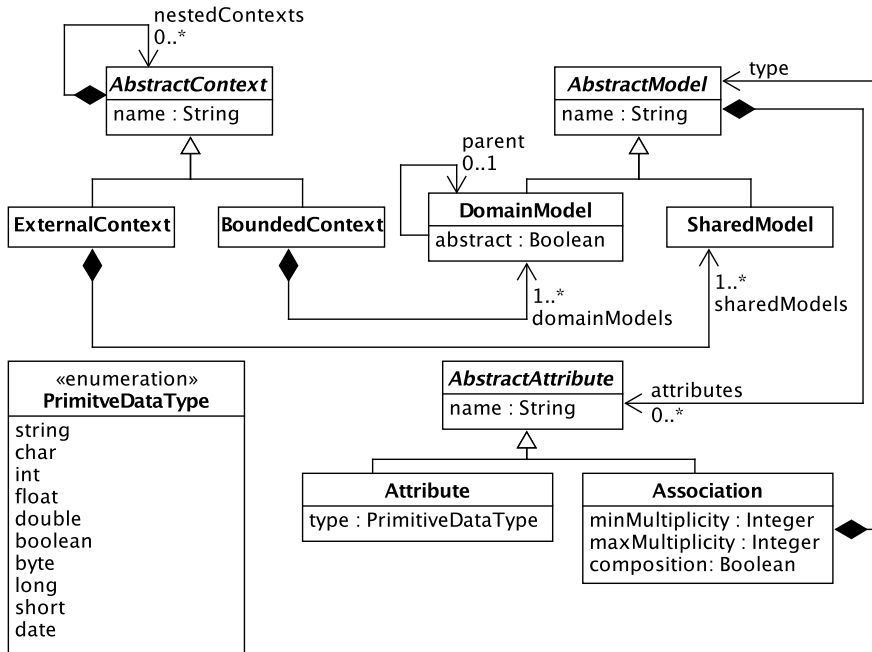 nestedContexts
0..*
AbstractContext
name : String
AbstractModel
name : String
type
parent
0..1
ExternalContext
BoundedContext
DomainModel
abstract : Boolean
SharedModel
1..*
domainModels
1..*
sharedModels
«enumeration»
PrimitveDataType
string
char
int
float
double
boolean
byte
long
short
date
AbstractAttribute
name : String
attributes
0..*
Attribute
type : PrimitiveDataType
Association
minMultiplicity : Integer
maxMultiplicity : Integer
composition: Boolean